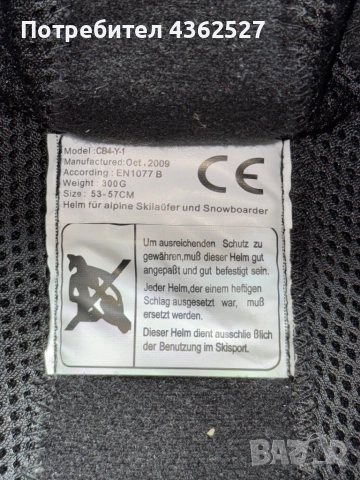 Потребител 4362527
Model :CB4-Y-1
Manufactured:Oct, 2009
According : EN1077 B
Weight : 300G
Size : 53-57CM
CE
Helm für alpine Skilaüfer und Snowboarder
Um ausreichenden Schutz zu
gewähren,muß dieser Helm gut
angepaßt und gut befestigt sein.
Jeder Helm,der einem heftigen
Schlag ausgesetzt war, muß
ersetzt werden.
Dieser Helm dient ausschlie ßlich
der Benutzung im Skisport.
BAZAR